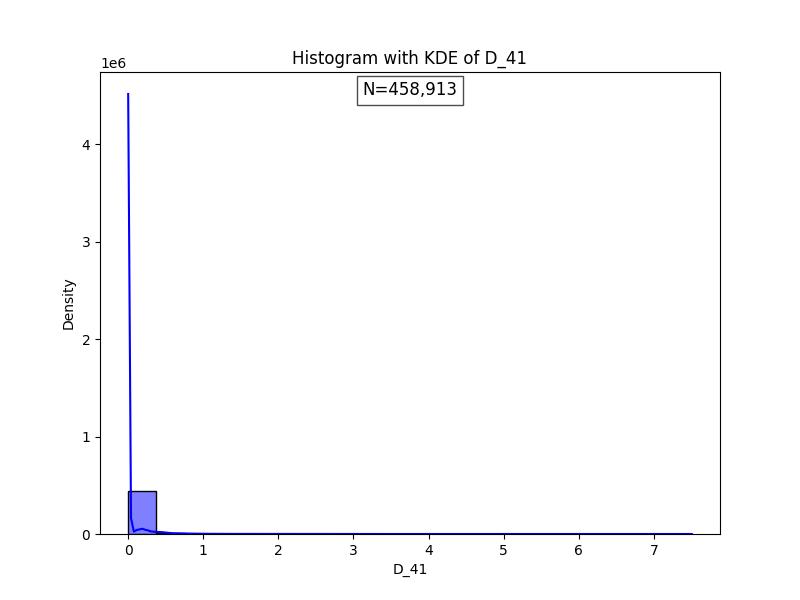 Histogram with KDE of D_41
1e6
N=458,913
4
3
2
1
0
Density
0 1 2 3 4 5 6 7
D_41